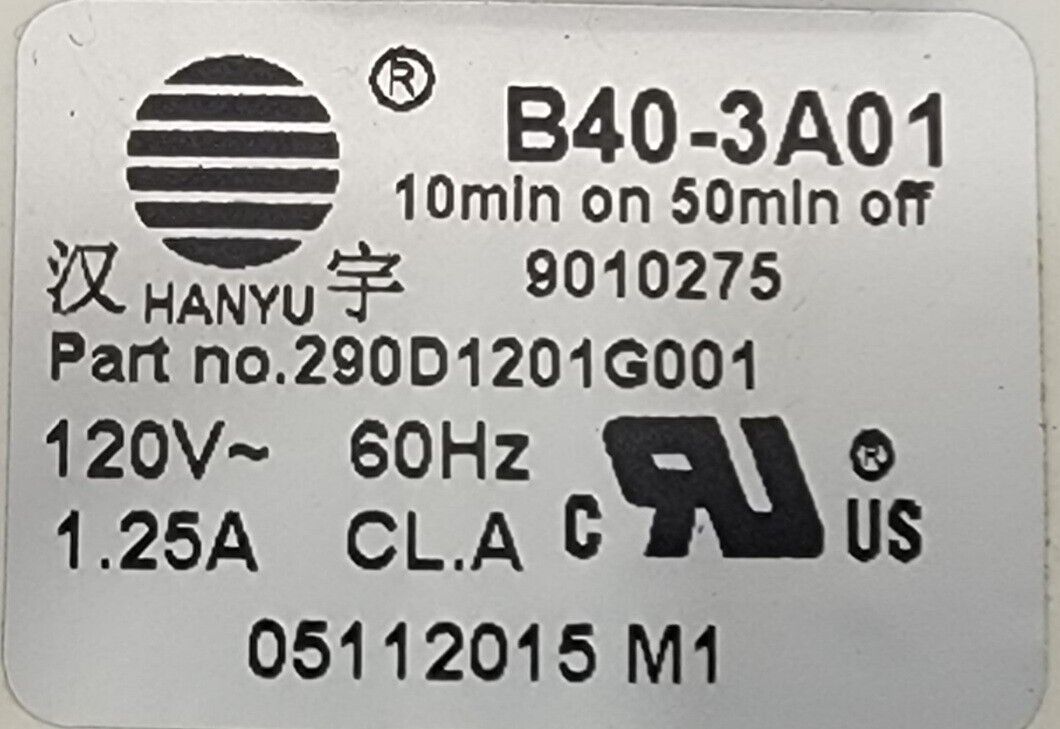 ® B40-3A01
10min on 50min off
汉 HANYU 宇 9010275
Part no.290D1201G001
120V~ 60Hz
1.25A CL.A C RU ® US
05112015 M1